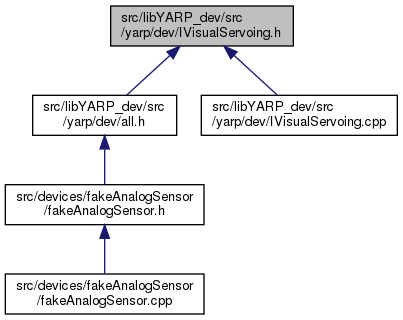 src/libYARP_dev/src
/yarp/dev/IVisualServoing.h
src/libYARP_dev/src
/yarp/dev/all.h
src/libYARP_dev/src
/yarp/dev/IVisualServoing.cpp
src/devices/fakeAnalogSensor
/fakeAnalogSensor.h
src/devices/fakeAnalogSensor
/fakeAnalogSensor.cpp